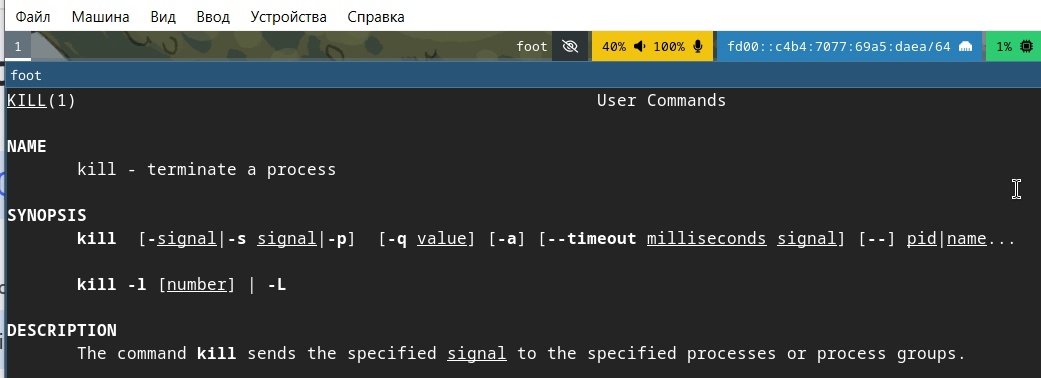 Файл Машина Вид Ввод Устройства Справка
1 foot 40% 100% fd00::c4b4:7077:69a5:daea/64 1%
foot
KILL(1) User Commands
NAME
kill - terminate a process
SYNOPSIS
kill [-signal|-s signal|-p] [-q value] [-a] [--timeout milliseconds signal] [--] pid|name...
kill -l [number] | -L
DESCRIPTION
The command kill sends the specified signal to the specified processes or process groups.